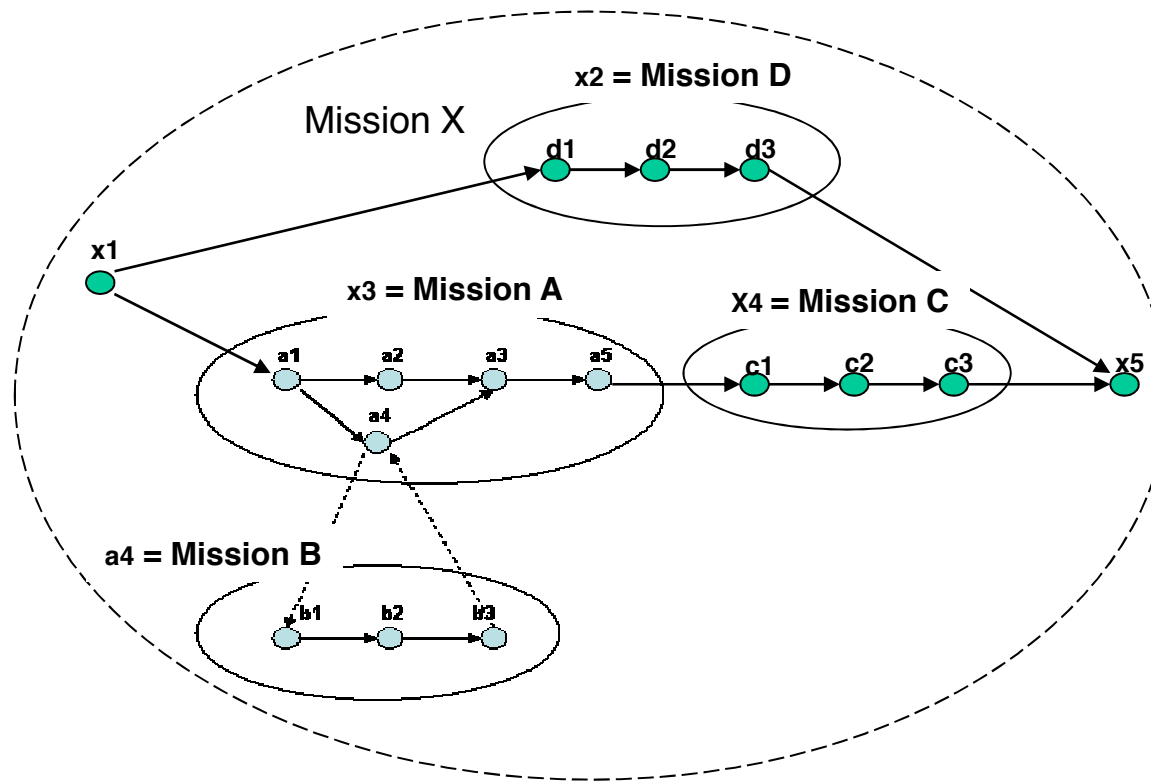 x2 = Mission D
Mission X
d1 d2 d3
x1
x3 = Mission A
X4 = Mission C
a1 a2 a3 a5
c1 c2 c3
x5
a4
a4 = Mission B
b1 b2 b3